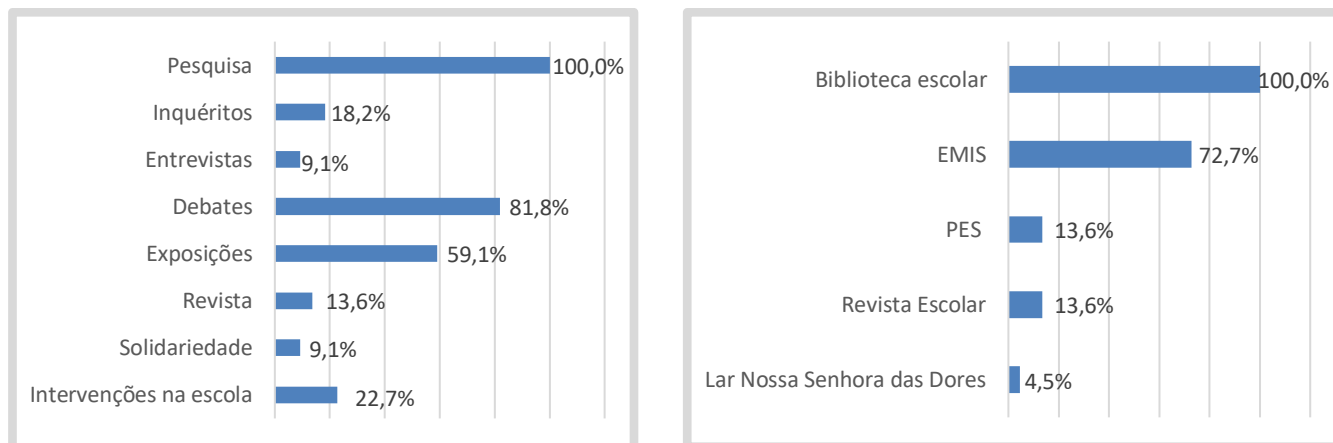 Pesquisa 100,0%
Inquéritos 18,2%
Entrevistas 9,1%
Debates 81,8%
Exposições 59,1%
Revista 13,6%
Solidariedade 9,1%
Intervenções na escola 22,7%
Biblioteca escolar 100,0%
EMIS 72,7%
PES 13,6%
Revista Escolar 13,6%
Lar Nossa Senhora das Dores 4,5%